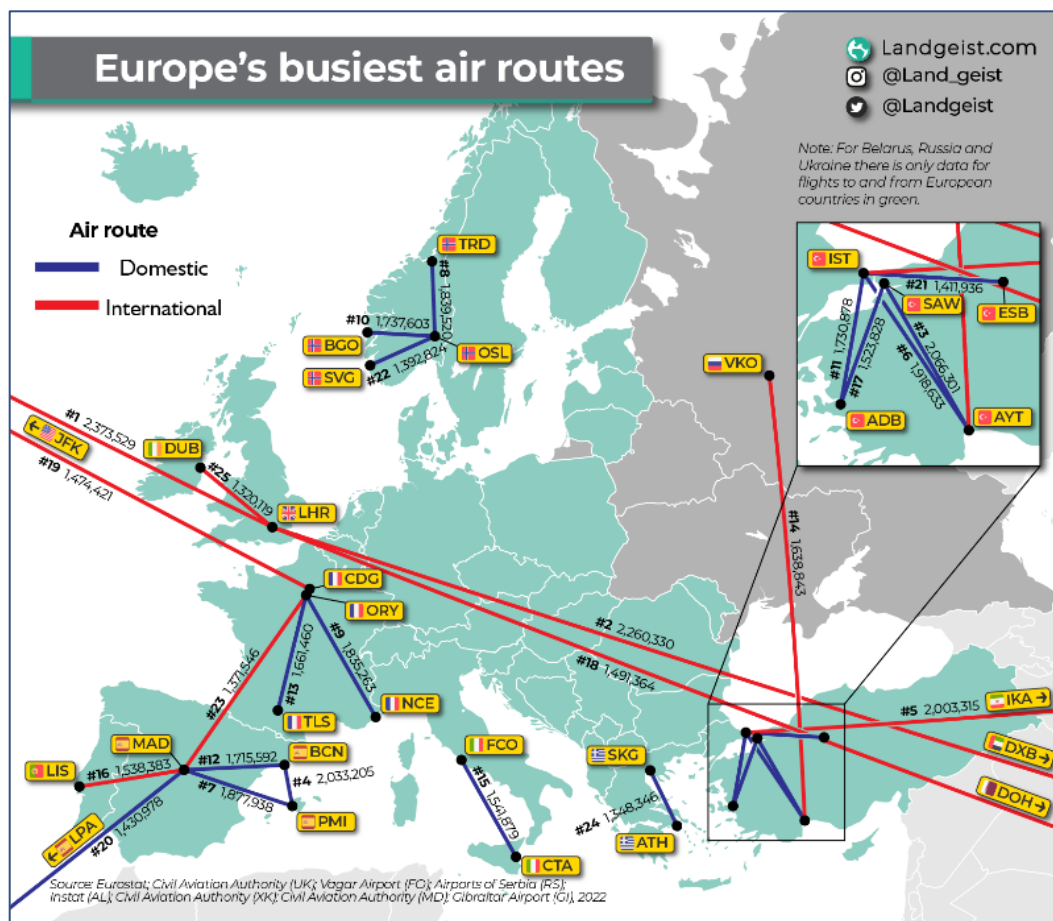 Europe's busiest air routes
Landgeist.com
@Land_geist
@Landgeist
Note: For Belarus, Russia and
Ukraine there is only data for
flights to and from European
countries in green.
Air route
Domestic
International
TRD
#8 1,839,520
#10 1,737,603
BGO
OSL
SVG
#22 1,392,824
IST
#21 1,411,936
SAW
ESB
#11 1,730,878
#17 1,523,828
#3 2,066,301
#6 1,918,633
ADB
AYT
VKO
#14 1,638,843
#1 2,373,529
←JFK
#19 1,474,421
DUB
#25 1,320,119
LHR
CDG
ORY
#2 2,260,330
#18 1,491,364
#9 1,835,263
#13 1,661,460
#23 1,371,546
TLS
NCE
MAD
BCN
#12 1,715,592
#4 2,033,205
LIS
#16 1,538,383
#7 1,877,938
PMI
←LPA
#20 1,430,978
FCO
#15 1,541,879
CTA
SKG
#24 1,348,346
ATH
#5 2,003,315
IKA→
DXB→
DOH→
Source: Eurostat; Civil Aviation Authority (UK); Vagar Airport (FO); Airports of Serbia (RS);
Instat (AL); Civil Aviation Authority (XK); Civil Aviation Authority (MD); Gibraltar Airport (GI), 2022